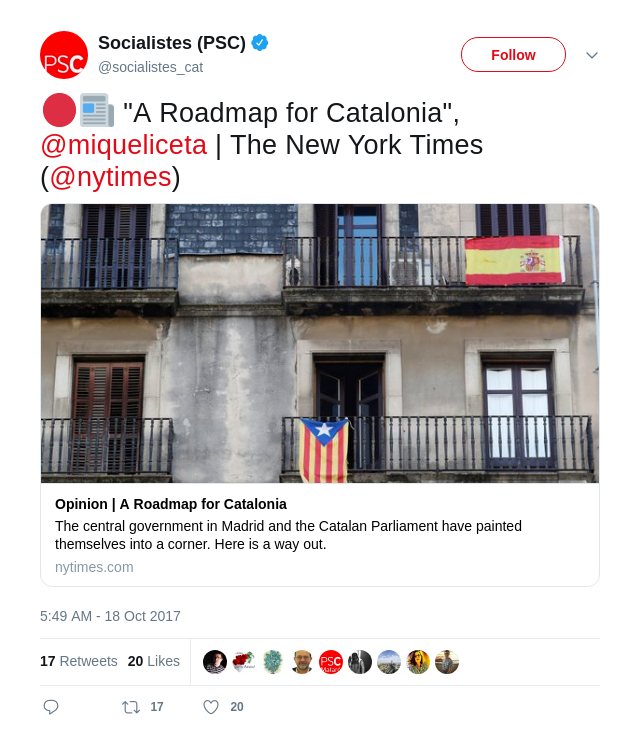 PSC
Socialistes (PSC)
@socialistes_cat
Follow
"A Roadmap for Catalonia",
@miqueliceta | The New York Times
(@nytimes)
Opinion | A Roadmap for Catalonia
The central government in Madrid and the Catalan Parliament have painted
themselves into a corner. Here is a way out.
nytimes.com
5:49 AM - 18 Oct 2017
17 Retweets 20 Likes
PSC
17 20